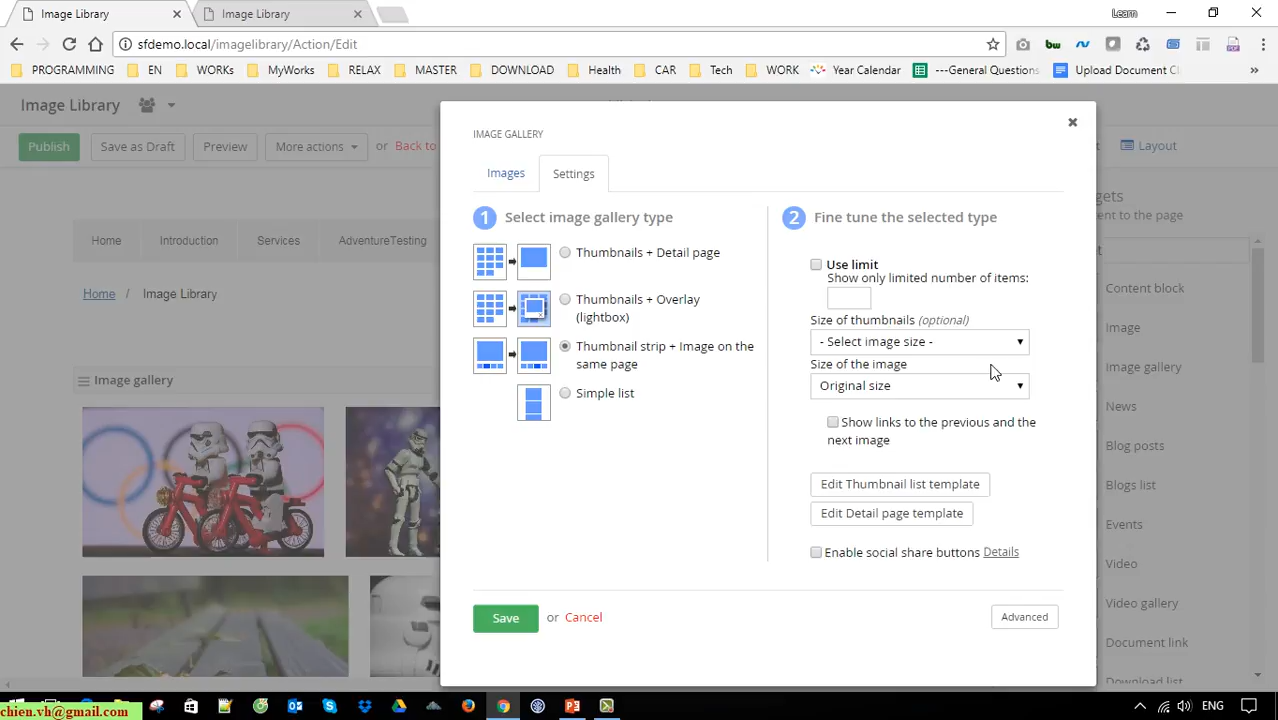 Image Library
Image Library
Learn
sfdemo.local/imagelibrary/Action/Edit
PROGRAMMING
EN
WORKs
MyWorks
RELAX
MASTER
DOWNLOAD
Health
CAR
Tech
WORK
Year Calendar
---General Questions
Upload Document C
Image Library
Publish
Save as Draft
Preview
More actions
or
Back to
Layout
Home
Introduction
Services
AdventureTesting
Home / Image Library
Image gallery
IMAGE GALLERY
Images
Settings
1 Select image gallery type
Thumbnails + Detail page
Thumbnails + Overlay
(lightbox)
Thumbnail strip + Image on the
same page
Simple list
2 Fine tune the selected type
Use limit
Show only limited number of items:
Size of thumbnails (optional)
- Select image size -
Size of the image
Original size
Show links to the previous and the
next image
Edit Thumbnail list template
Edit Detail page template
Enable social share buttons Details
Save
or Cancel
Advanced
Content block
Image
Image gallery
News
Blog posts
Blogs list
Events
Video
Video gallery
Document link
Download list
ENG
chien.vh@gmail.com